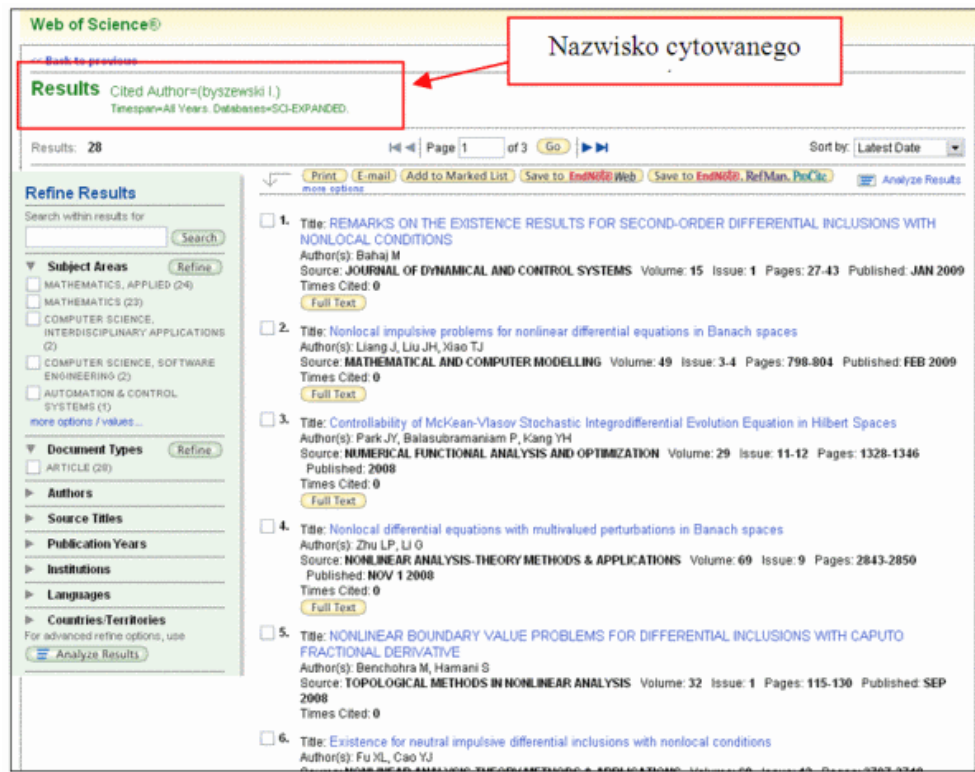 Web of Science®
Nazwisko cytowanego
<< Back to previous
Results Cited Author=(byszewski l.)
Timespan=All Years. Databases=SCI-EXPANDED.
Results: 28
Page 1 of 3 Go
Sort by: Latest Date
Print E-mail Add to Marked List Save to EndNote Web Save to EndNote, RefMan, ProCite
more options
Analyze Results
Refine Results
Search within results for
Search
Subject Areas Refine
MATHEMATICS, APPLIED (24)
MATHEMATICS (23)
COMPUTER SCIENCE,
INTERDISCIPLINARY APPLICATIONS
(2)
COMPUTER SCIENCE, SOFTWARE
ENGINEERING (2)
AUTOMATION & CONTROL
SYSTEMS (1)
more options / values...
Document Types Refine
ARTICLE (28)
Authors
Source Titles
Publication Years
Institutions
Languages
Countries/Territories
For advanced refine options, use
Analyze Results
1. Title: REMARKS ON THE EXISTENCE RESULTS FOR SECOND-ORDER DIFFERENTIAL INCLUSIONS WITH
NONLOCAL CONDITIONS
Author(s): Bahaj M
Source: JOURNAL OF DYNAMICAL AND CONTROL SYSTEMS Volume: 15 Issue: 1 Pages: 27-43 Published: JAN 2009
Times Cited: 0
Full Text
2. Title: Nonlocal impulsive problems for nonlinear differential equations in Banach spaces
Author(s): Liang J, Liu JH, Xiao TJ
Source: MATHEMATICAL AND COMPUTER MODELLING Volume: 49 Issue: 3-4 Pages: 798-804 Published: FEB 2009
Times Cited: 0
Full Text
3. Title: Controllability of McKean-Vlasov Stochastic Integrodifferential Evolution Equation in Hilbert Spaces
Author(s): Park JY, Balasubramaniam P, Kang YH
Source: NUMERICAL FUNCTIONAL ANALYSIS AND OPTIMIZATION Volume: 29 Issue: 11-12 Pages: 1328-1346
Published: 2008
Times Cited: 0
Full Text
4. Title: Nonlocal differential equations with multivalued perturbations in Banach spaces
Author(s): Zhu LP, Li G
Source: NONLINEAR ANALYSIS-THEORY METHODS & APPLICATIONS Volume: 69 Issue: 9 Pages: 2843-2850
Published: NOV 1 2008
Times Cited: 0
Full Text
5. Title: NONLINEAR BOUNDARY VALUE PROBLEMS FOR DIFFERENTIAL INCLUSIONS WITH CAPUTO
FRACTIONAL DERIVATIVE
Author(s): Benchohra M, Hamani S
Source: TOPOLOGICAL METHODS IN NONLINEAR ANALYSIS Volume: 32 Issue: 1 Pages: 115-130 Published: SEP
2008
Times Cited: 0
6. Title: Existence for neutral impulsive differential inclusions with nonlocal conditions
Author(s): Fu XL, Cao YJ